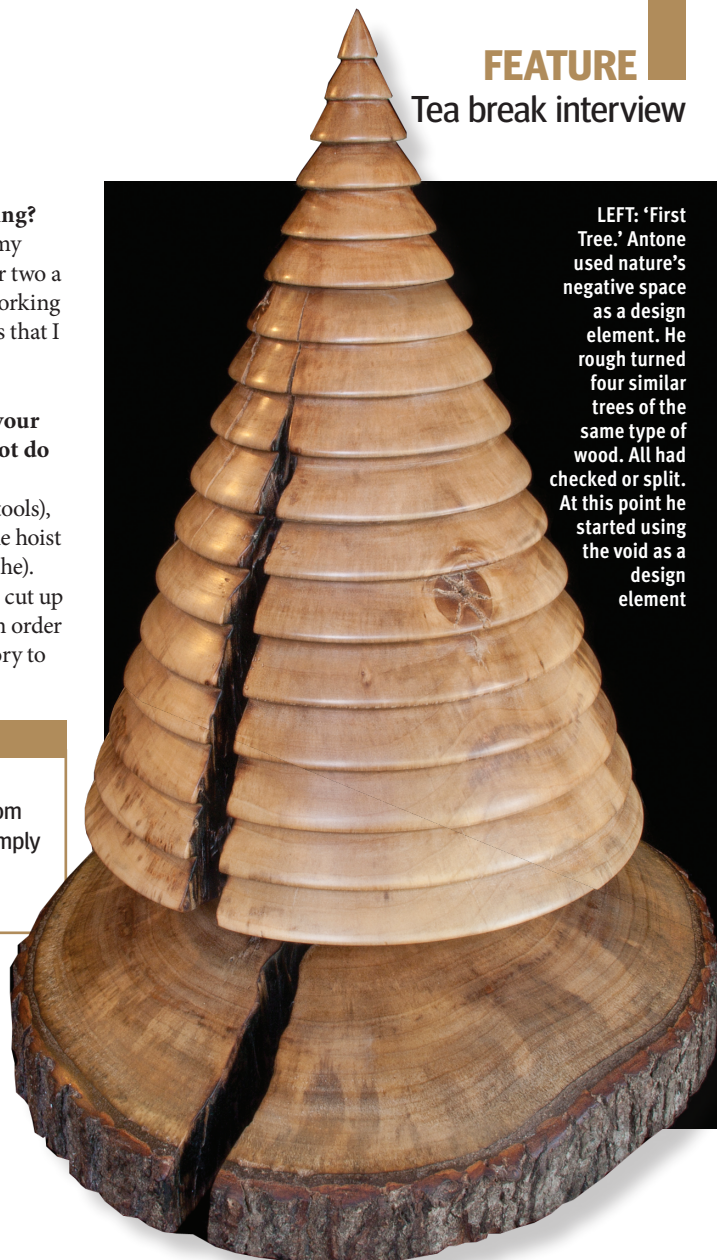 FEATURE
Tea break interview
ng?
my
r two a
orking
s that I
your
ot do
tools),
e hoist
he).
cut up
n order
ory to
om
mply
LEFT: ‘First
Tree.’ Antone
used nature’s
negative space
as a design
element. He
rough turned
four similar
trees of the
same type of
wood. All had
checked or split.
At this point he
started using
the void as a
design
element